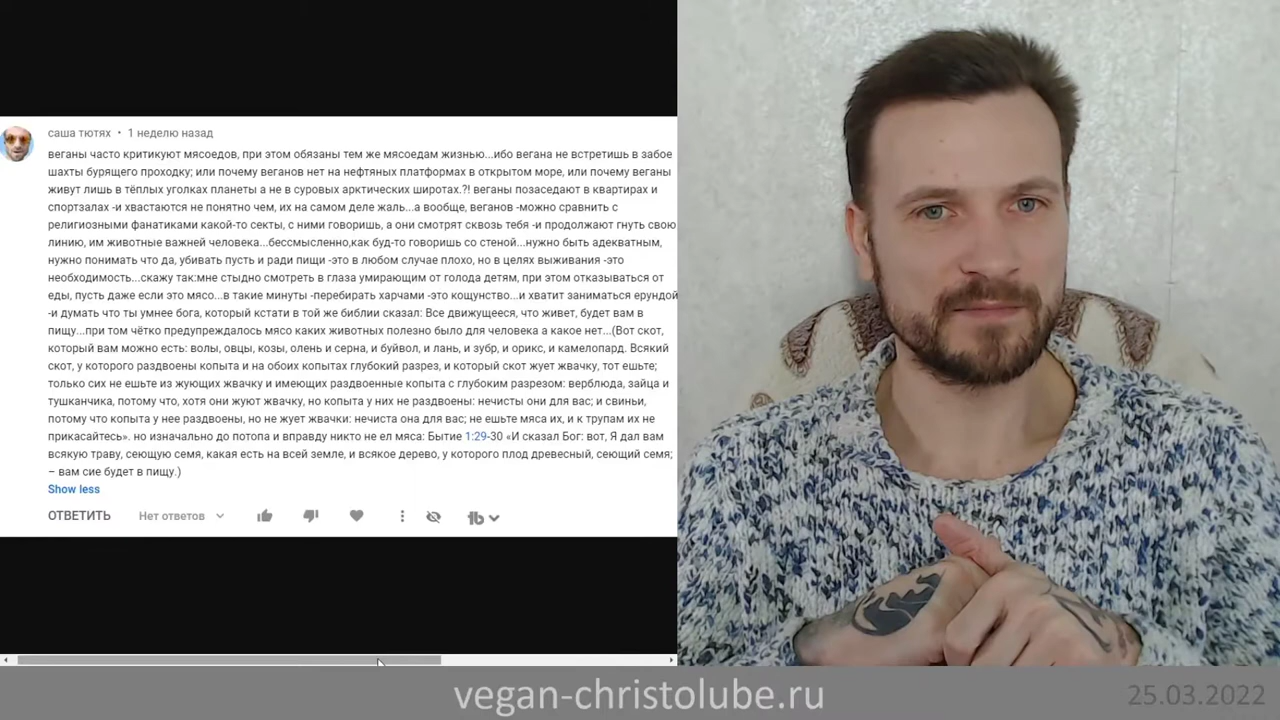 саша тютях • 1 неделю назад
веганы часто критикуют мясоедов, при этом обязаны тем же мясоедам жизнью...ибо вегана не встретишь в забое
шахты бурящего проходку; или почему веганов нет на нефтяных платформах в открытом море, или почему веганы
живут лишь в тёплых уголках планеты а не в суровых арктических широтах.?! веганы позаседают в квартирах и
спортзалах -и хвастаются не понятно чем, их на самом деле жаль...а вообще, веганов -можно сравнить с
религиозными фанатиками какой-то секты, с ними говоришь, а они смотрят сквозь тебя -и продолжают гнуть свою
линию, им животные важней человека...бессмысленно,как буд-то говоришь со стеной...нужно быть адекватным,
нужно понимать что да, убивать пусть и ради пищи -это в любом случае плохо, но в целях выживания -это
необходимость...скажу так:мне стыдно смотреть в глаза умирающим от голода детям, при этом отказываться от
еды, пусть даже если это мясо...в такие минуты -перебирать харчами -это кощунство...и хватит заниматься ерундой
-и думать что ты умнее бога, который кстати в той же библии сказал: Все движущееся, что живет, будет вам в
пищу...при том чётко предупреждалось мясо каких животных полезно было для человека а какое нет...(Вот скот,
который вам можно есть: волы, овцы, козы, олень и серна, и буйвол, и лань, и зубр, и орикс, и камелопард. Всякий
скот, у которого раздвоены копыта и на обоих копытах глубокий разрез, и который скот жует жвачку, тот ешьте;
только сих не ешьте из жующих жвачку и имеющих раздвоенные копыта с глубоким разрезом: верблюда, зайца и
тушканчика, потому что, хотя они жуют жвачку, но копыта у них не раздвоены: нечисты они для вас; и свиньи,
потому что копыта у нее раздвоены, но не жует жвачки: нечиста она для вас; не ешьте мяса их, и к трупам их не
прикасайтесь». но изначально до потопа и вправду никто не ел мяса: Бытие 1:29-30 «И сказал Бог: вот, Я дал вам
всякую траву, сеющую семя, какая есть на всей земле, и всякое дерево, у которого плод древесный, сеющий семя;
– вам сие будет в пищу.)
Show less
ОТВЕТИТЬ Нет ответов
vegan-christolube.ru
25.03.2022